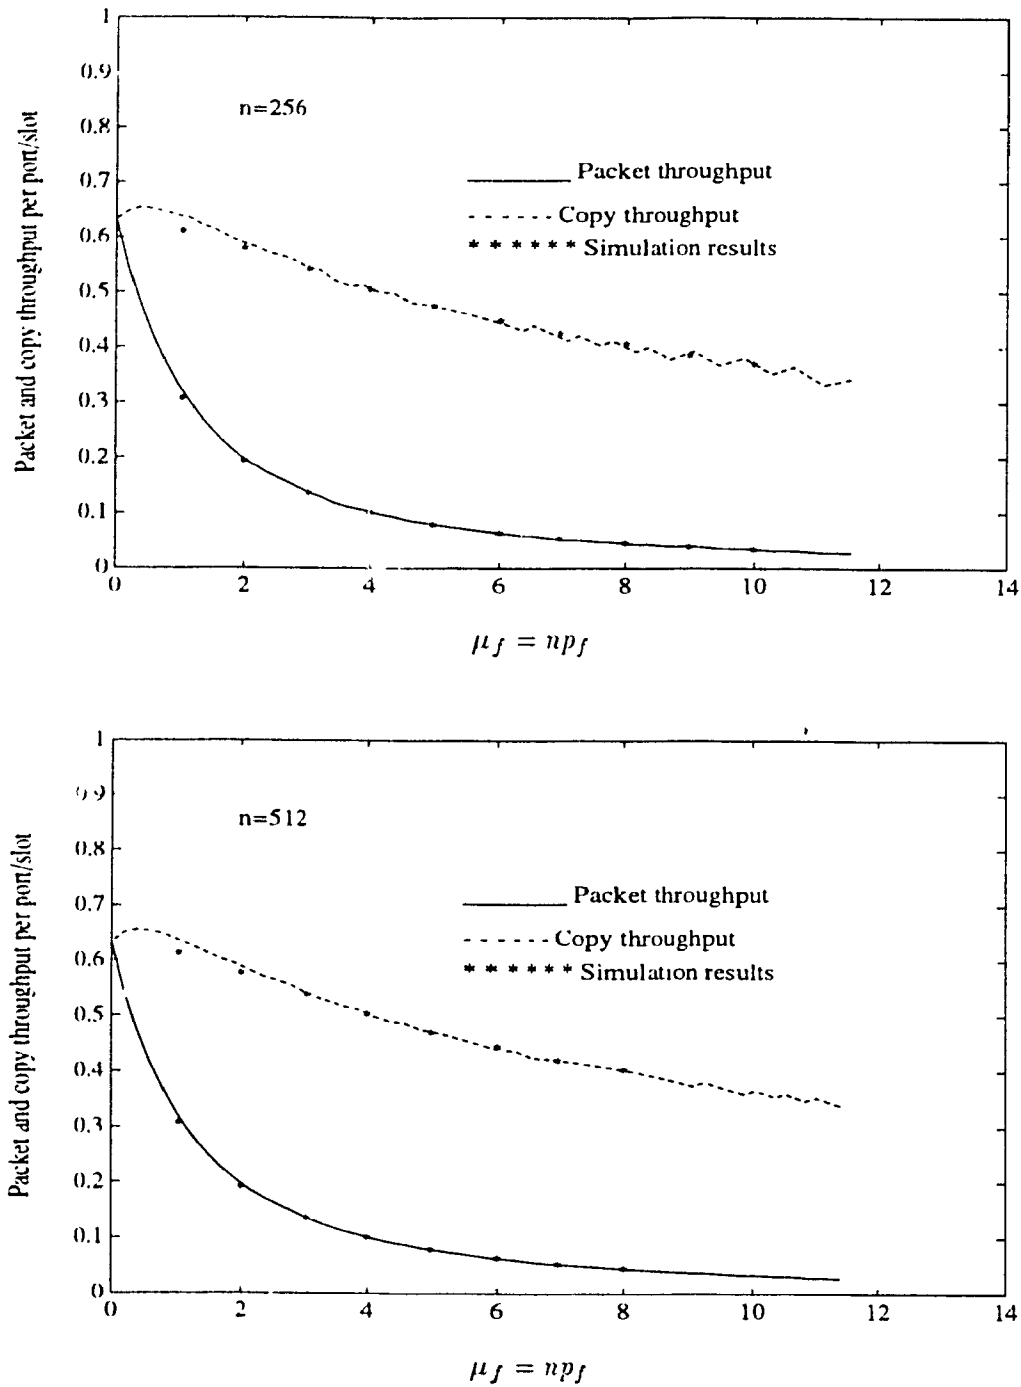 1
0.9
0.8
0.7
0.6
0.5
0.4
0.3
0.2
0.1
0
Packet and copy throughput per port/slot
n=256
Packet throughput
Copy throughput
* * * * * * Simulation results
0 2 4 6 8 10 12 14
μf = npf
1
0.9
0.8
0.7
0.6
0.5
0.4
0.3
0.2
0.1
0
Packet and copy throughput per port/slot
n=512
Packet throughput
Copy throughput
* * * * * * Simulation results
0 2 4 6 8 10 12 14
μf = npf